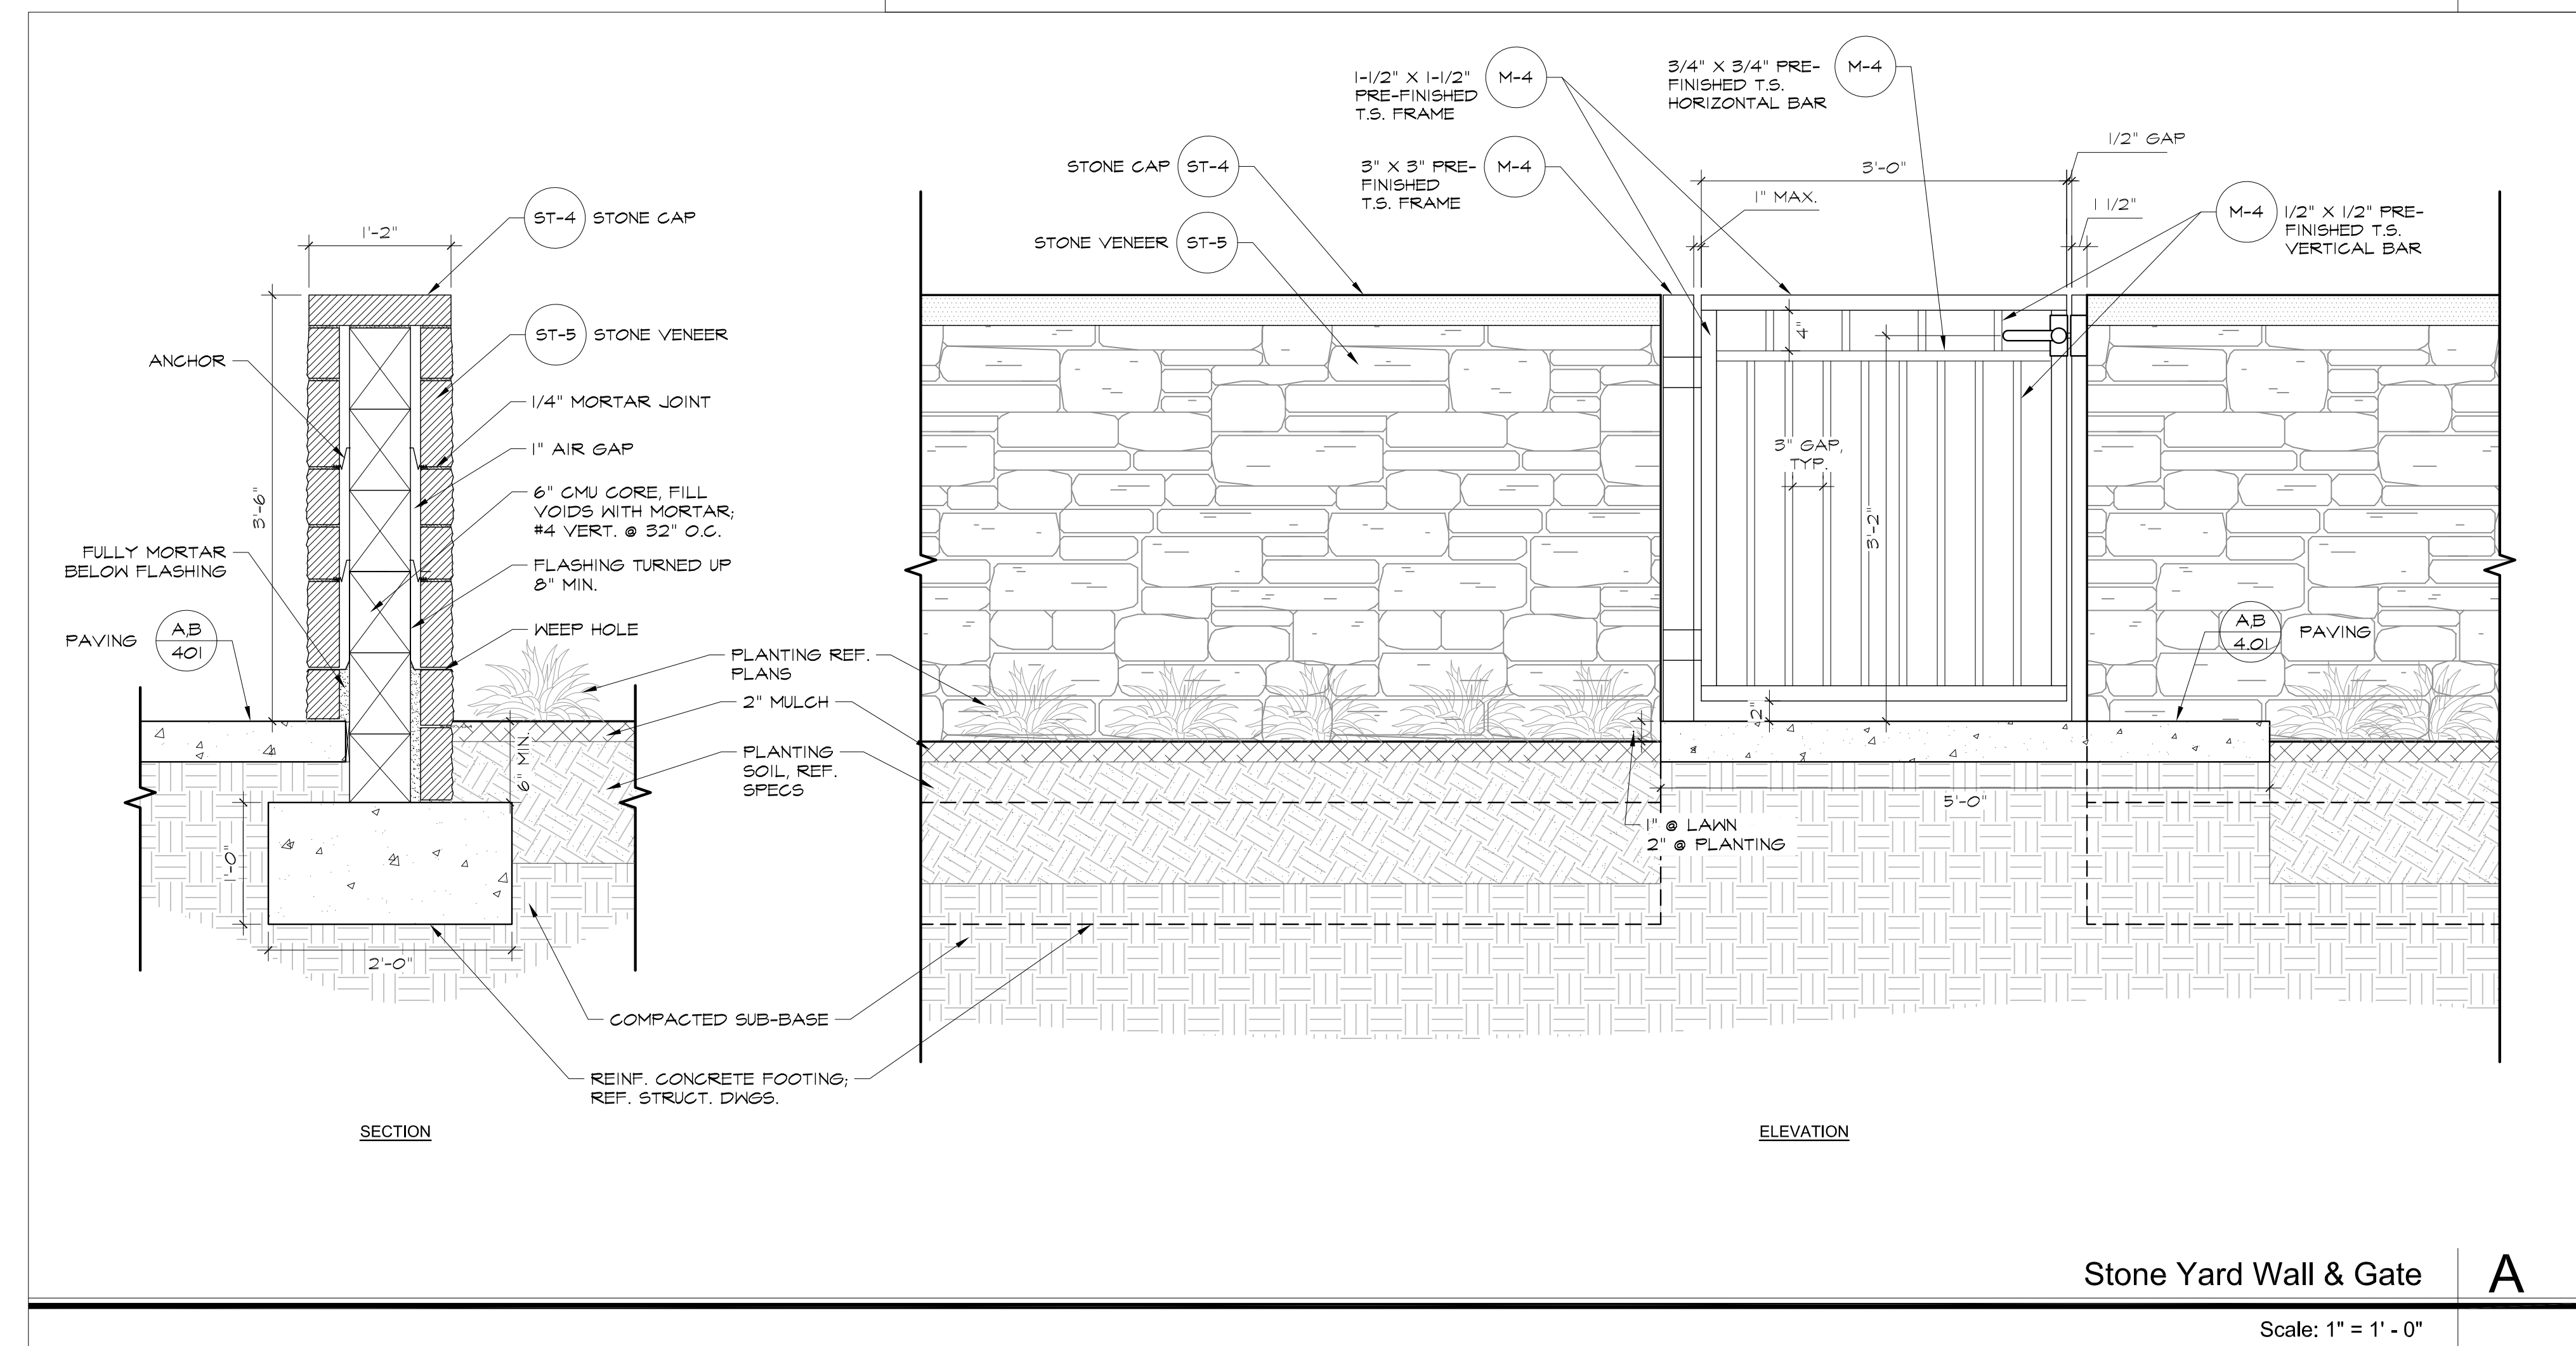 1'-2"
ST-4
STONE CAP
ST-5
STONE VENEER
ANCHOR
1/4" MORTAR JOINT
1" AIR GAP
6" CMU CORE, FILL
VOIDS WITH MORTAR;
#4 VERT. @ 32" O.C.
3'-6"
FULLY MORTAR
BELOW FLASHING
FLASHING TURNED UP
8" MIN.
PAVING
A,B
401
WEEP HOLE
PLANTING REF.
PLANS
2" MULCH
PLANTING
SOIL, REF.
SPECS
6" MIN.
1'-0"
2'-0"
COMPACTED SUB-BASE
REINF. CONCRETE FOOTING;
REF. STRUCT. DWGS.
SECTION
1-1/2" X 1-1/2"
PRE-FINISHED
T.S. FRAME
M-4
3/4" X 3/4" PRE-
FINISHED T.S.
HORIZONTAL BAR
M-4
STONE CAP
ST-4
3" X 3" PRE-
FINISHED
T.S. FRAME
M-4
STONE VENEER
ST-5
3'-0"
1/2" GAP
1" MAX.
1 1/2"
M-4
1/2" X 1/2" PRE-
FINISHED T.S.
VERTICAL BAR
4"
3" GAP,
TYP.
3'-2"
2"
A,B
4.01
PAVING
5'-0"
1" @ LAWN
2" @ PLANTING
ELEVATION
Stone Yard Wall & Gate
A
Scale: 1" = 1' - 0"